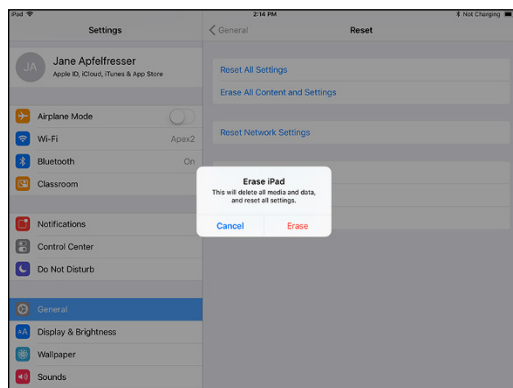 iPad 2:14 PM Not Charging
Settings
General Reset
JA
Jane Apfelfresser
Apple ID, iCloud, iTunes & App Store
Reset All Settings
Erase All Content and Settings
Airplane Mode
Wi-Fi Apex2
Reset Network Settings
Bluetooth On
Classroom
Erase iPad
This will delete all media and data,
and reset all settings.
Cancel Erase
Notifications
Control Center
Do Not Disturb
General
AA
Display & Brightness
Wallpaper
Sounds